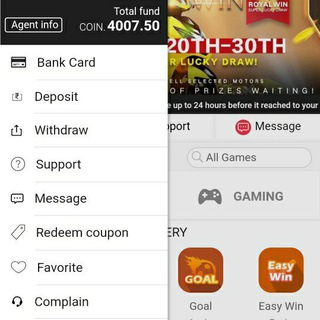 Total fund
Agent info
COIN. 4007.50
Bank Card
Deposit
Withdraw
Support
Message
Redeem coupon
Favorite
Complain
ROYALWIN
20TH-30TH
R LUCKY DRAW!
ELL SELECTED MOTORS
OF PRIZES WAITING!
e up to 24 hours before it reached to your
pport
Message
All Games
GAMING
ERY
GOAL
Goal
Easy
Win
Easy Win